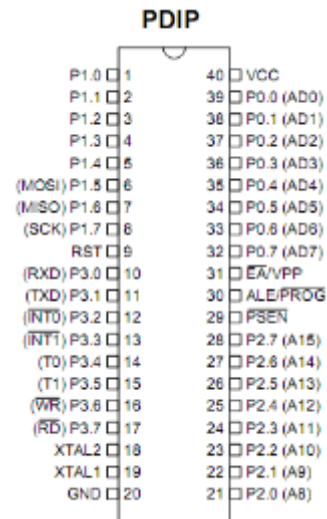 PDIP
P1.0 1 40 VCC
P1.1 2 39 P0.0 (AD0)
P1.2 3 38 P0.1 (AD1)
P1.3 4 37 P0.2 (AD2)
P1.4 5 36 P0.3 (AD3)
(MOSI) P1.5 6 35 P0.4 (AD4)
(MISO) P1.6 7 34 P0.5 (AD5)
(SCK) P1.7 8 33 P0.6 (AD6)
RST 9 32 P0.7 (AD7)
(RXD) P3.0 10 31 E̅A̅/VPP
(TXD) P3.1 11 30 ALE/P̅R̅O̅G̅
(I̅N̅T̅0̅) P3.2 12 29 P̅S̅E̅N̅
(I̅N̅T̅1̅) P3.3 13 28 P2.7 (A15)
(T0) P3.4 14 27 P2.6 (A14)
(T1) P3.5 15 26 P2.5 (A13)
(W̅R̅) P3.6 16 25 P2.4 (A12)
(R̅D̅) P3.7 17 24 P2.3 (A11)
XTAL2 18 23 P2.2 (A10)
XTAL1 19 22 P2.1 (A9)
GND 20 21 P2.0 (A8)